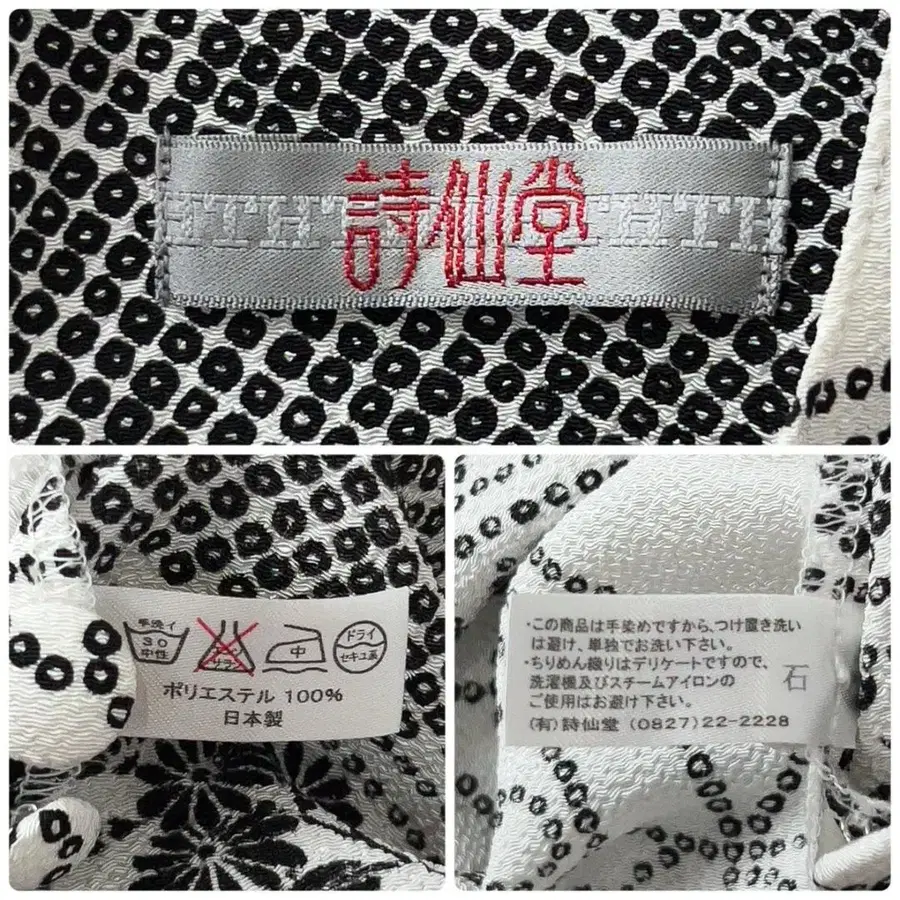 詩仙堂
手洗イ
30
中性
サラシ
中
ドライ
セキユ系
ポリエステル 100%
日本製
・この商品は手染めですから、つけ置き洗い
は避け、単独でお洗い下さい。
・ちりめん織りはデリケートですので、
洗濯機及びスチームアイロンの
ご使用はお避け下さい。
(有)詩仙堂 (0827)22-2228
石